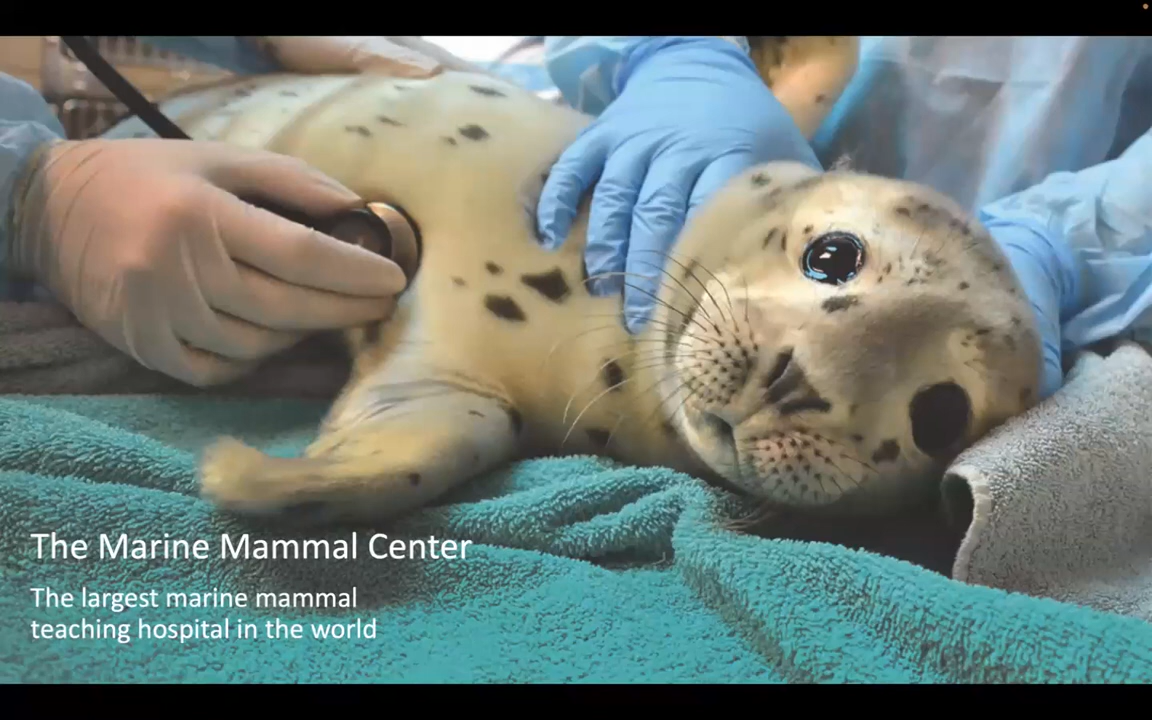 The Marine Mammal Center
The largest marine mammal
teaching hospital in the world